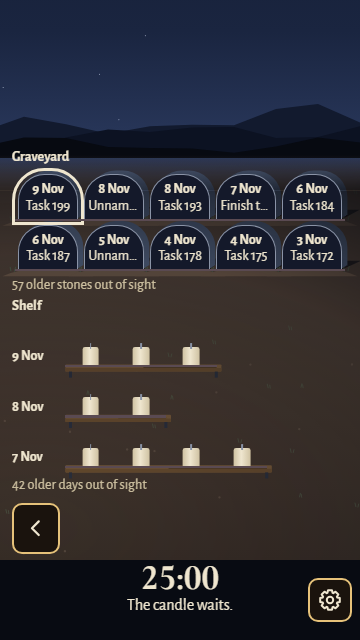 Graveyard
9 Nov
Task 199
8 Nov
Unnam...
8 Nov
Task 193
7 Nov
Finish t...
6 Nov
Task 184
6 Nov
Task 187
5 Nov
Unnam...
4 Nov
Task 178
4 Nov
Task 175
3 Nov
Task 172
57 older stones out of sight
Shelf
9 Nov
8 Nov
7 Nov
42 older days out of sight
25:00
The candle waits.